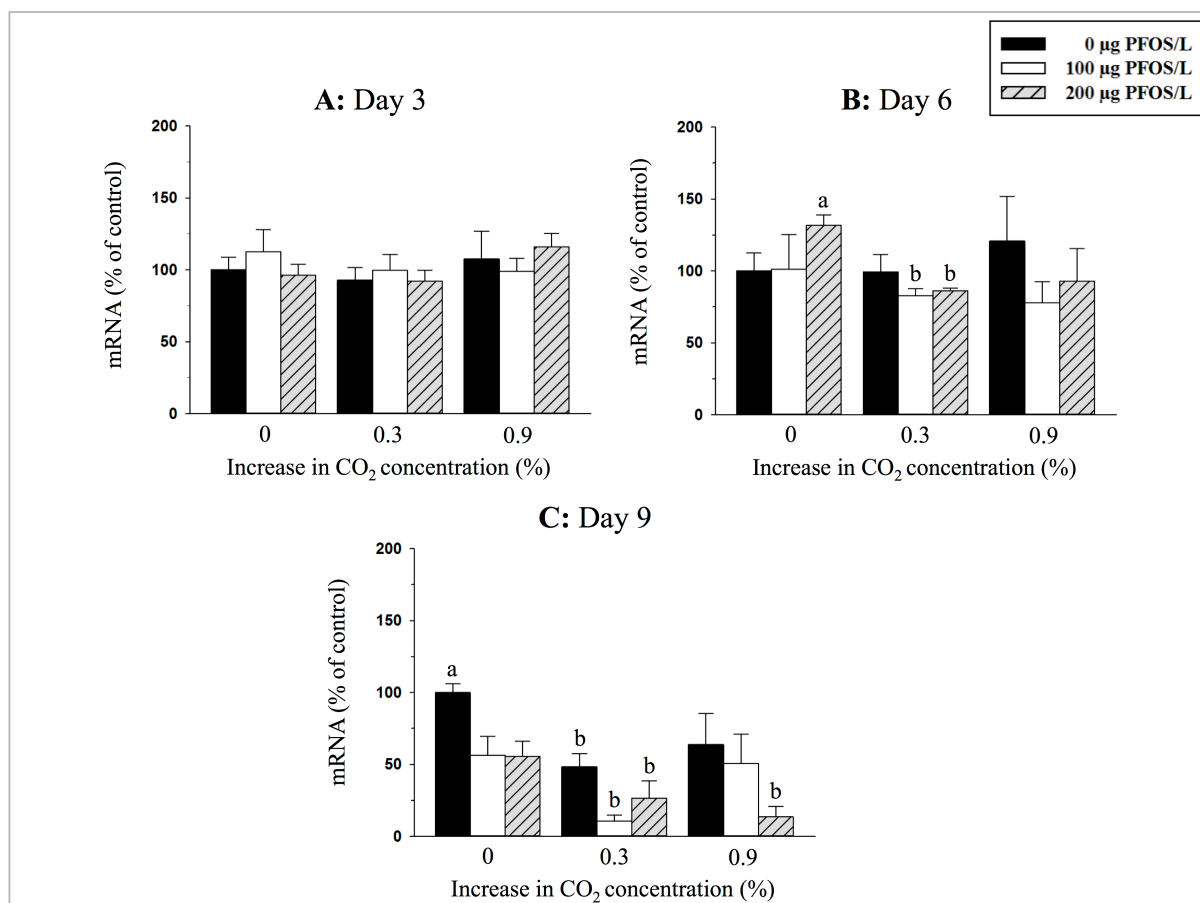 0 µg PFOS/L
100 µg PFOS/L
200 µg PFOS/L
A: Day 3
mRNA (% of control)
200
150
100
50
0
0 0.3 0.9
Increase in CO₂ concentration (%)
B: Day 6
mRNA (% of control)
200
150
100
50
0
a
b b
0 0.3 0.9
Increase in CO₂ concentration (%)
C: Day 9
mRNA (% of control)
200
150
100
50
0
a
b b b b
0 0.3 0.9
Increase in CO₂ concentration (%)